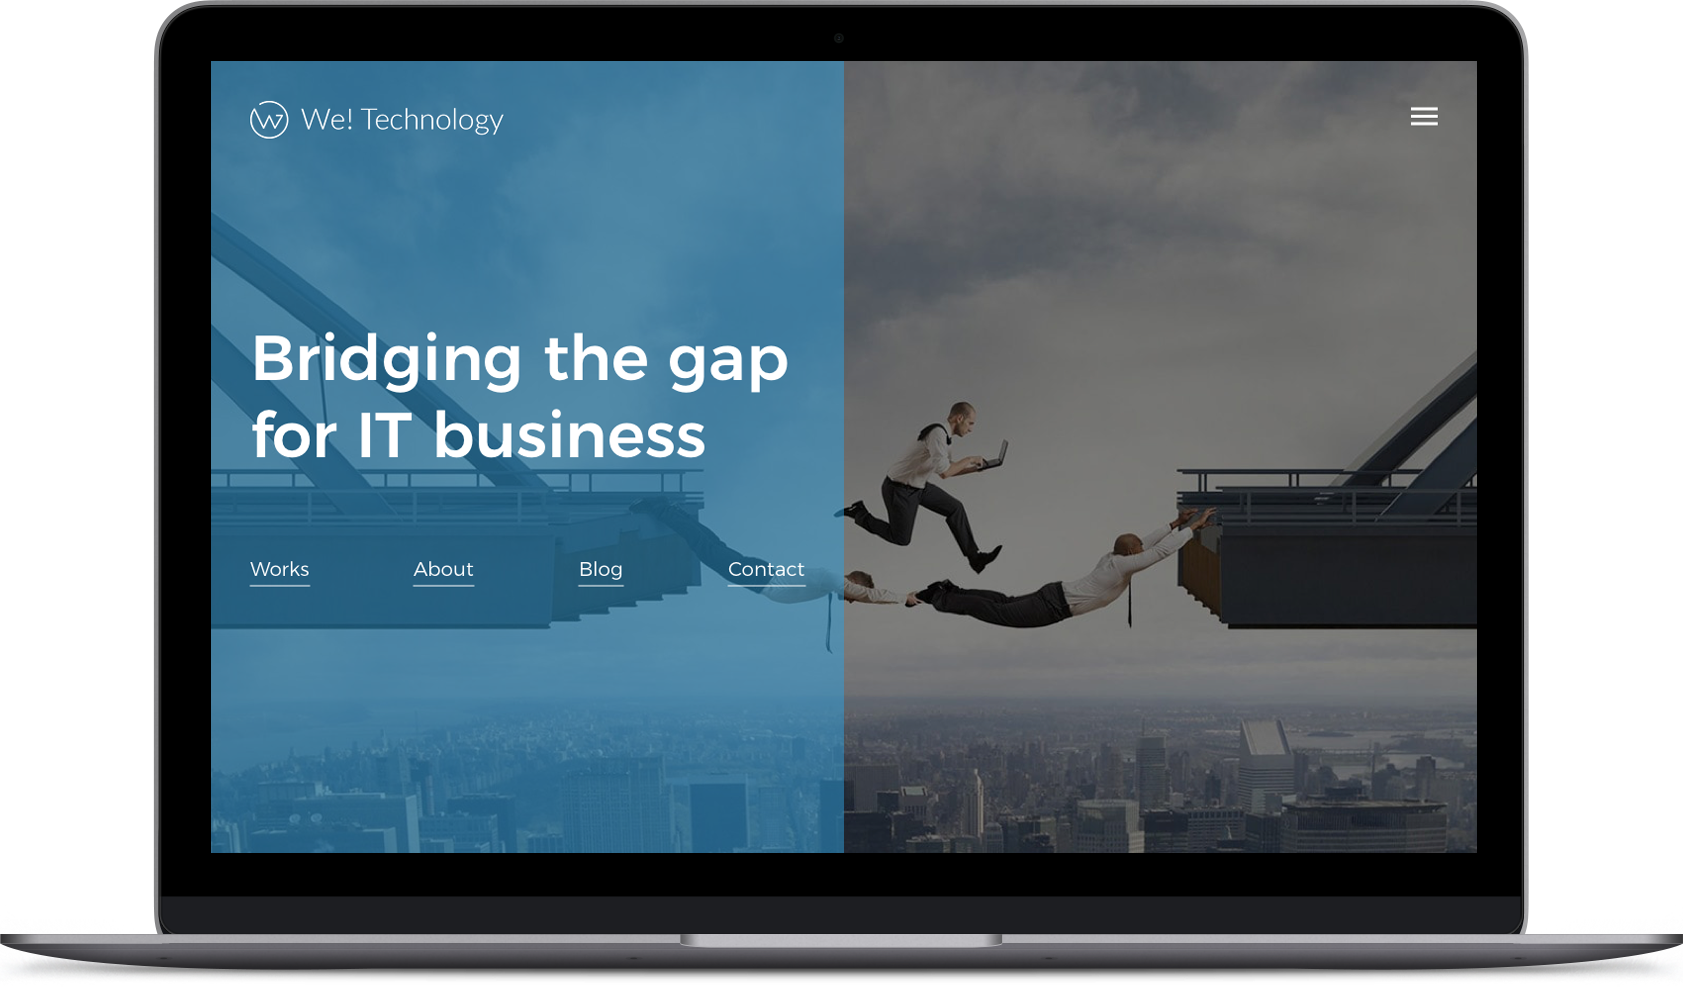 We! Technology
Bridging the gap
for IT business
Works
About
Blog
Contact